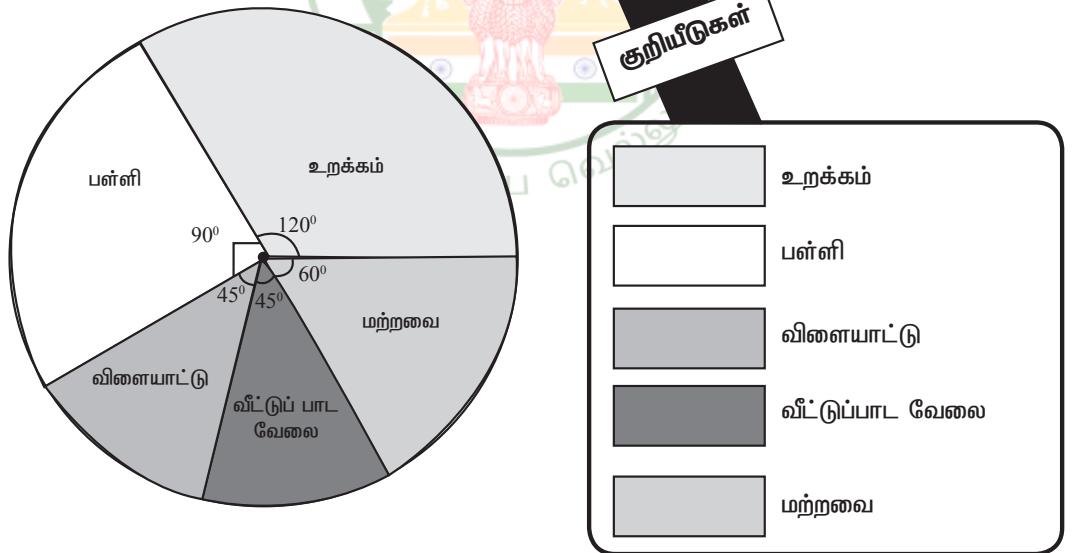 குறியீடுகள்
உறக்கம்
பள்ளி
120⁰
90⁰
60⁰
45⁰ 45⁰
மற்றவை
விளையாட்டு
வீட்டுப் பாட
வேலை
உறக்கம்
பள்ளி
விளையாட்டு
வீட்டுப்பாட வேலை
மற்றவை